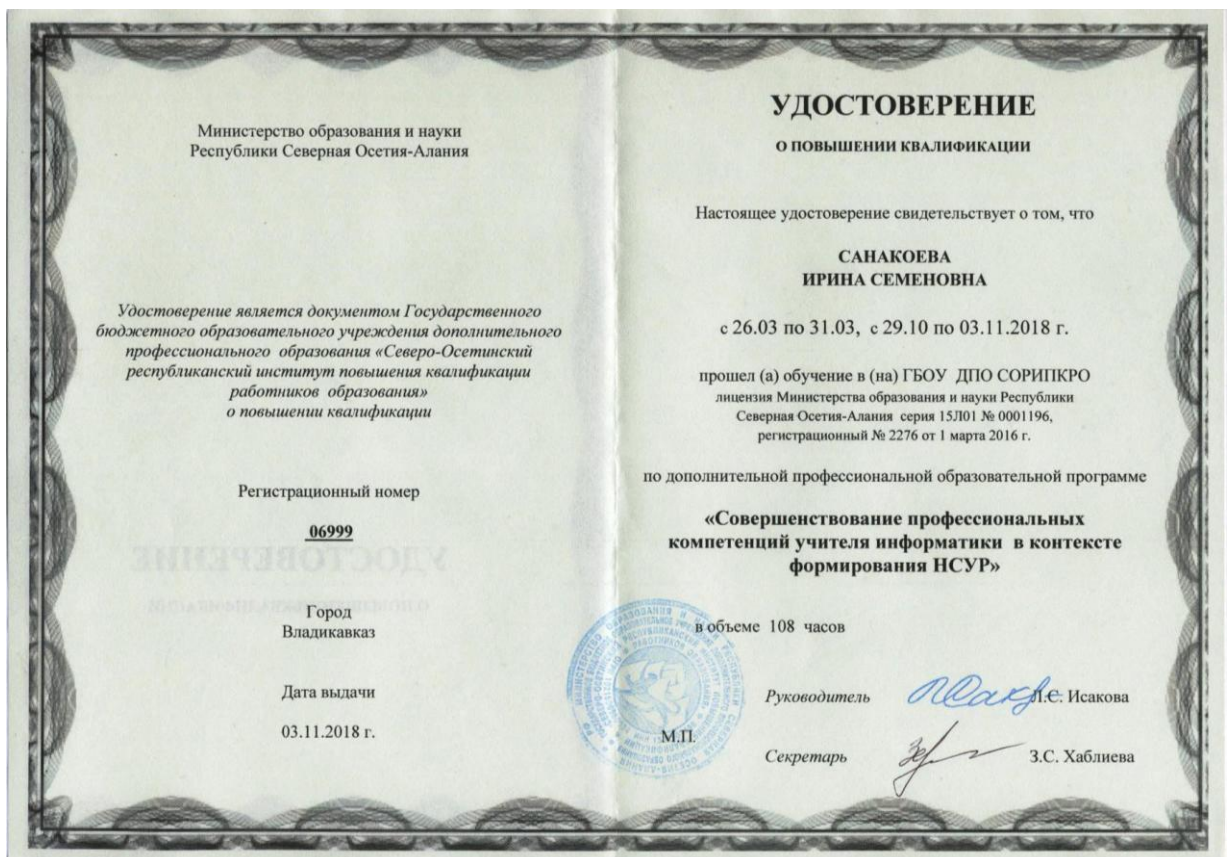 Министерство образования и науки
Республики Северная Осетия-Алания
Удостоверение является документом Государственного
бюджетного образовательного учреждения дополнительного
профессионального образования «Северо-Осетинский
республиканский институт повышения квалификации
работников образования»
о повышении квалификации
Регистрационный номер
06999
Город
Владикавказ
Дата выдачи
03.11.2018 г.
УДОСТОВЕРЕНИЕ
О ПОВЫШЕНИИ КВАЛИФИКАЦИИ
Настоящее удостоверение свидетельствует о том, что
САНАКОЕВА
ИРИНА СЕМЕНОВНА
с 26.03 по 31.03, с 29.10 по 03.11.2018 г.
прошел (а) обучение в (на) ГБОУ ДПО СОРИПКРО
лицензия Министерства образования и науки Республики
Северная Осетия-Алания серия 15Л01 № 0001196,
регистрационный № 2276 от 1 марта 2016 г.
по дополнительной профессиональной образовательной программе
«Совершенствование профессиональных
компетенций учителя информатики в контексте
формирования НСУР»
в объеме 108 часов
Руководитель Л.С. Исакова
М.П.
Секретарь З.С. Хаблиева